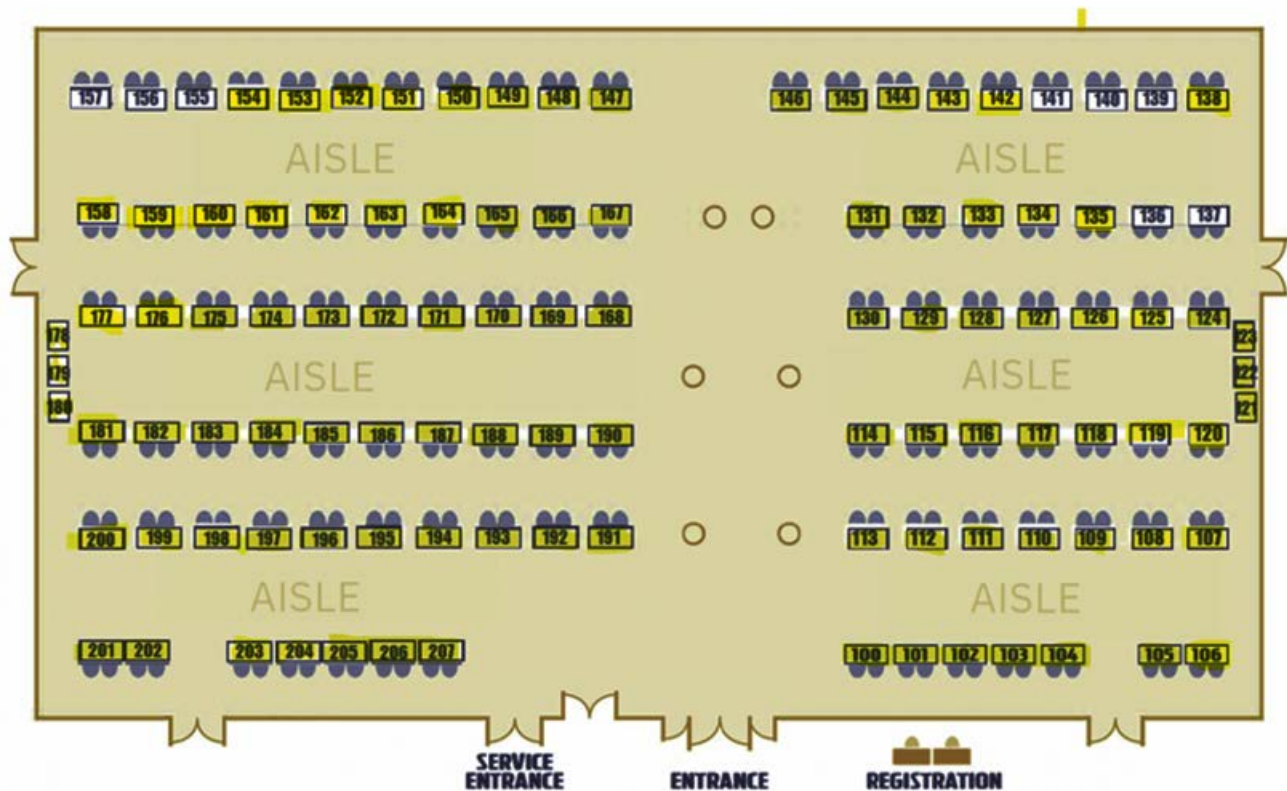 157 156 155 154 153 152 151 150 149 148 147 146 145 144 143 142 141 140 139 138
AISLE AISLE
158 159 160 161 162 163 164 165 166 167 131 132 133 134 135 136 137
177 176 175 174 173 172 171 170 169 168 130 129 128 127 126 125 124
178 123
179 AISLE AISLE 122
180 121
181 182 183 184 185 186 187 188 189 190 114 115 116 117 118 119 120
200 199 198 197 196 195 194 193 192 191 113 112 111 110 109 108 107
AISLE AISLE
201 202 203 204 205 206 207 100 101 102 103 104 105 106
SERVICE
ENTRANCE ENTRANCE REGISTRATION